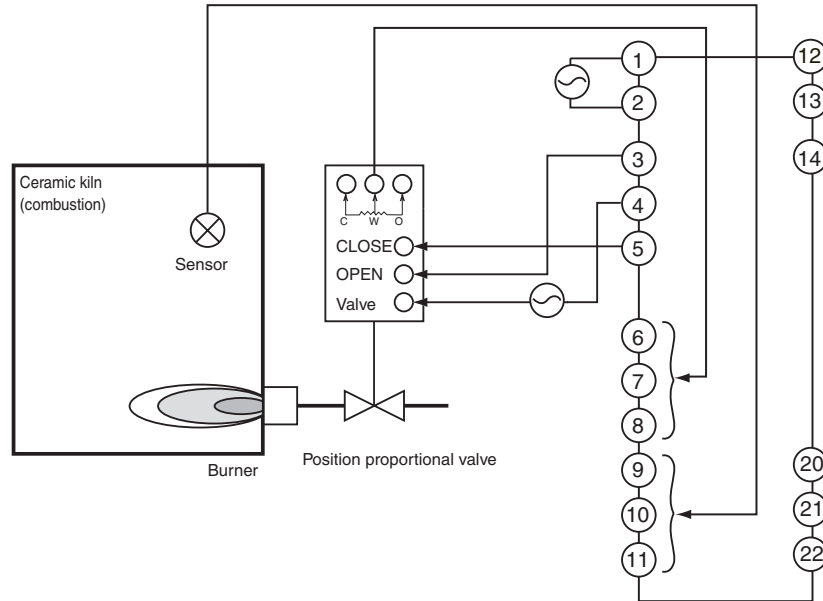 Ceramic kiln
(combustion)
Sensor
Burner
C W O
CLOSE
OPEN
Valve
Position proportional valve
1
2
3
4
5
6
7
8
9
10
11
12
13
14
20
21
22